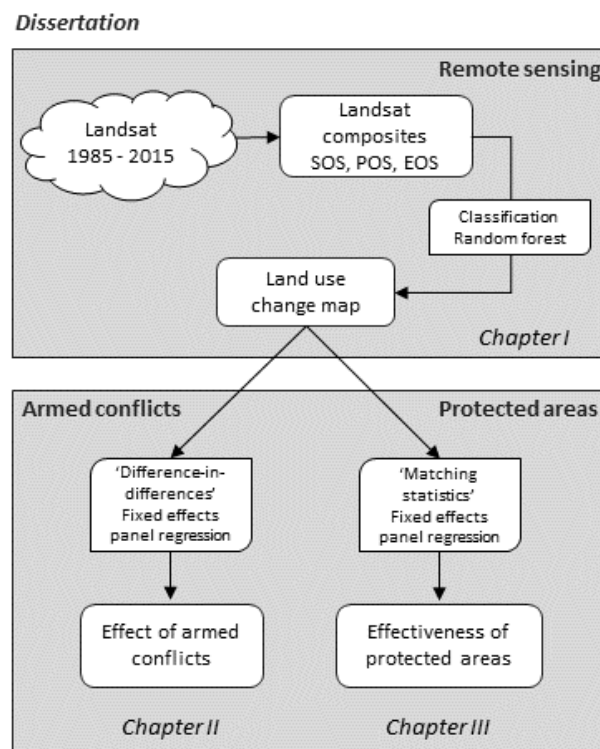 Dissertation
Remote sensing
Landsat
1985 - 2015
Landsat
composites
SOS, POS, EOS
Classification
Random forest
Land use
change map
Chapter I
Armed conflicts
Protected areas
‘Difference-in-
differences’
Fixed effects
panel regression
‘Matching
statistics’
Fixed effects
panel regression
Effect of armed
conflicts
Effectiveness of
protected areas
Chapter II
Chapter III